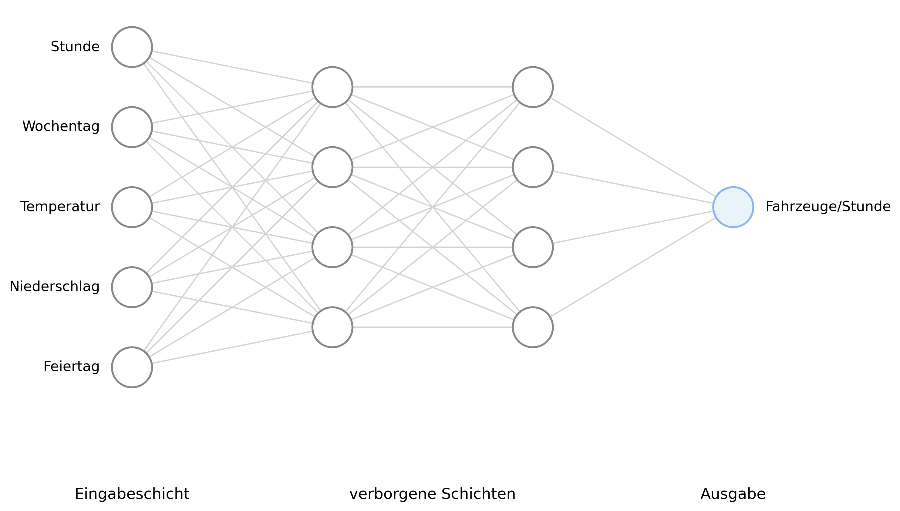 Stunde
Wochentag
Temperatur
Niederschlag
Feiertag
Fahrzeuge/Stunde
Eingabeschicht
verborgene Schichten
Ausgabe